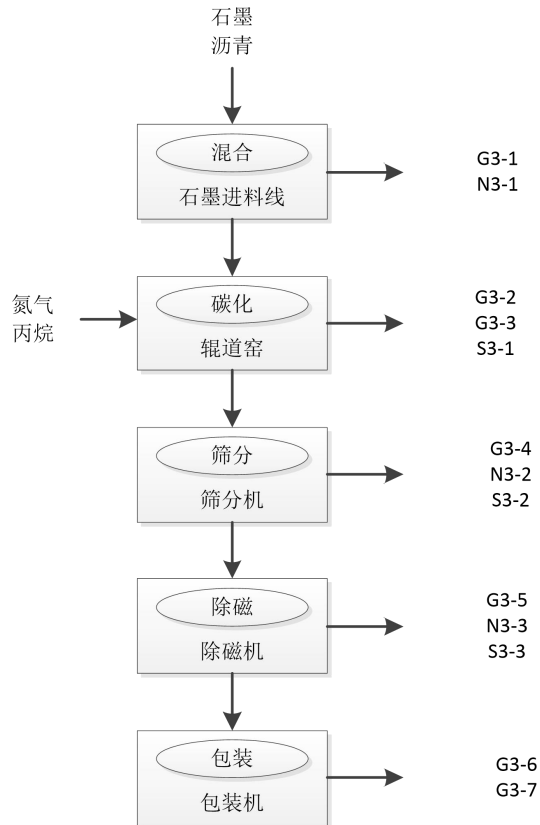 石墨
沥青
混合
石墨进料线
G3-1
N3-1
氮气
丙烷
碳化
辊道窑
G3-2
G3-3
S3-1
筛分
筛分机
G3-4
N3-2
S3-2
除磁
除磁机
G3-5
N3-3
S3-3
包装
包装机
G3-6
G3-7